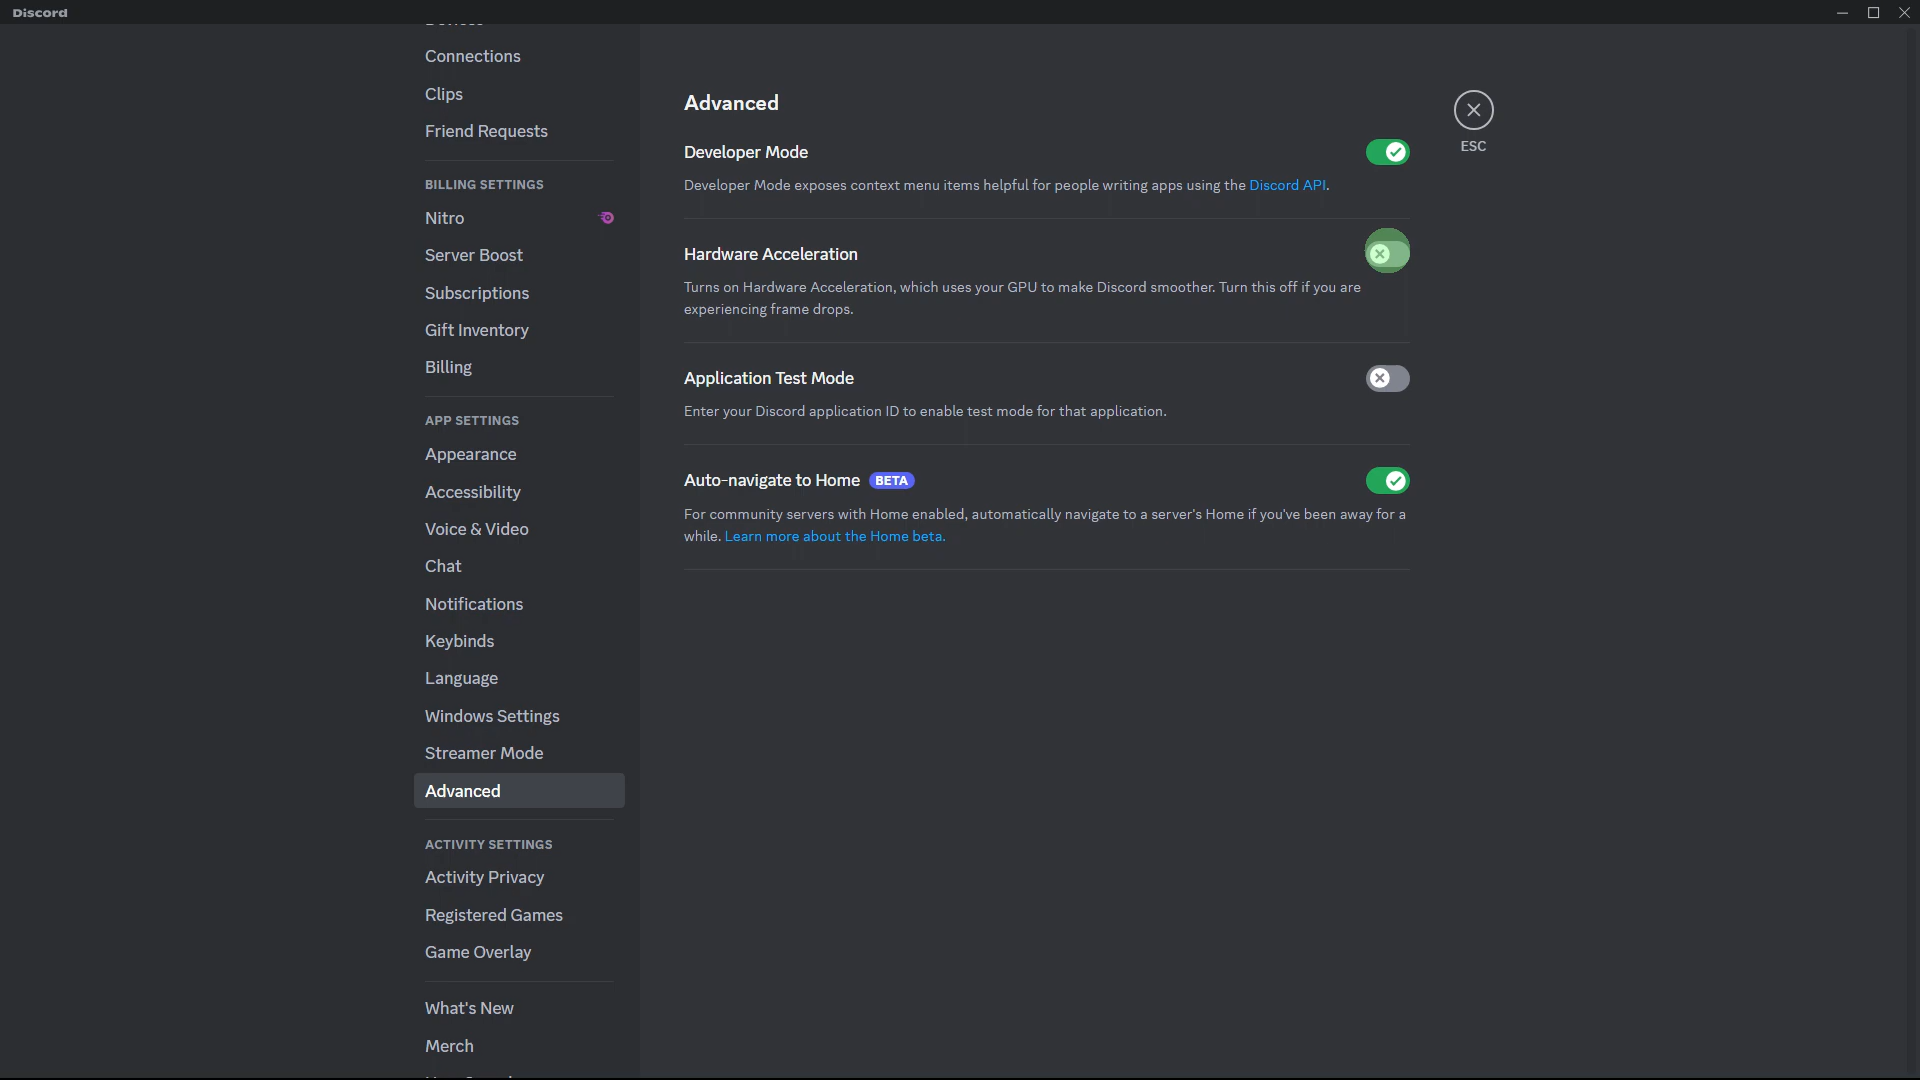 Discord
Connections
Clips
Friend Requests
BILLING SETTINGS
Nitro
Server Boost
Subscriptions
Gift Inventory
Billing
APP SETTINGS
Appearance
Accessibility
Voice & Video
Chat
Notifications
Keybinds
Language
Windows Settings
Streamer Mode
Advanced
ACTIVITY SETTINGS
Activity Privacy
Registered Games
Game Overlay
What's New
Merch
Advanced
ESC
Developer Mode
Developer Mode exposes context menu items helpful for people writing apps using the Discord API.
Hardware Acceleration
Turns on Hardware Acceleration, which uses your GPU to make Discord smoother. Turn this off if you are
experiencing frame drops.
Application Test Mode
Enter your Discord application ID to enable test mode for that application.
Auto-navigate to Home BETA
For community servers with Home enabled, automatically navigate to a server's Home if you've been away for a
while. Learn more about the Home beta.